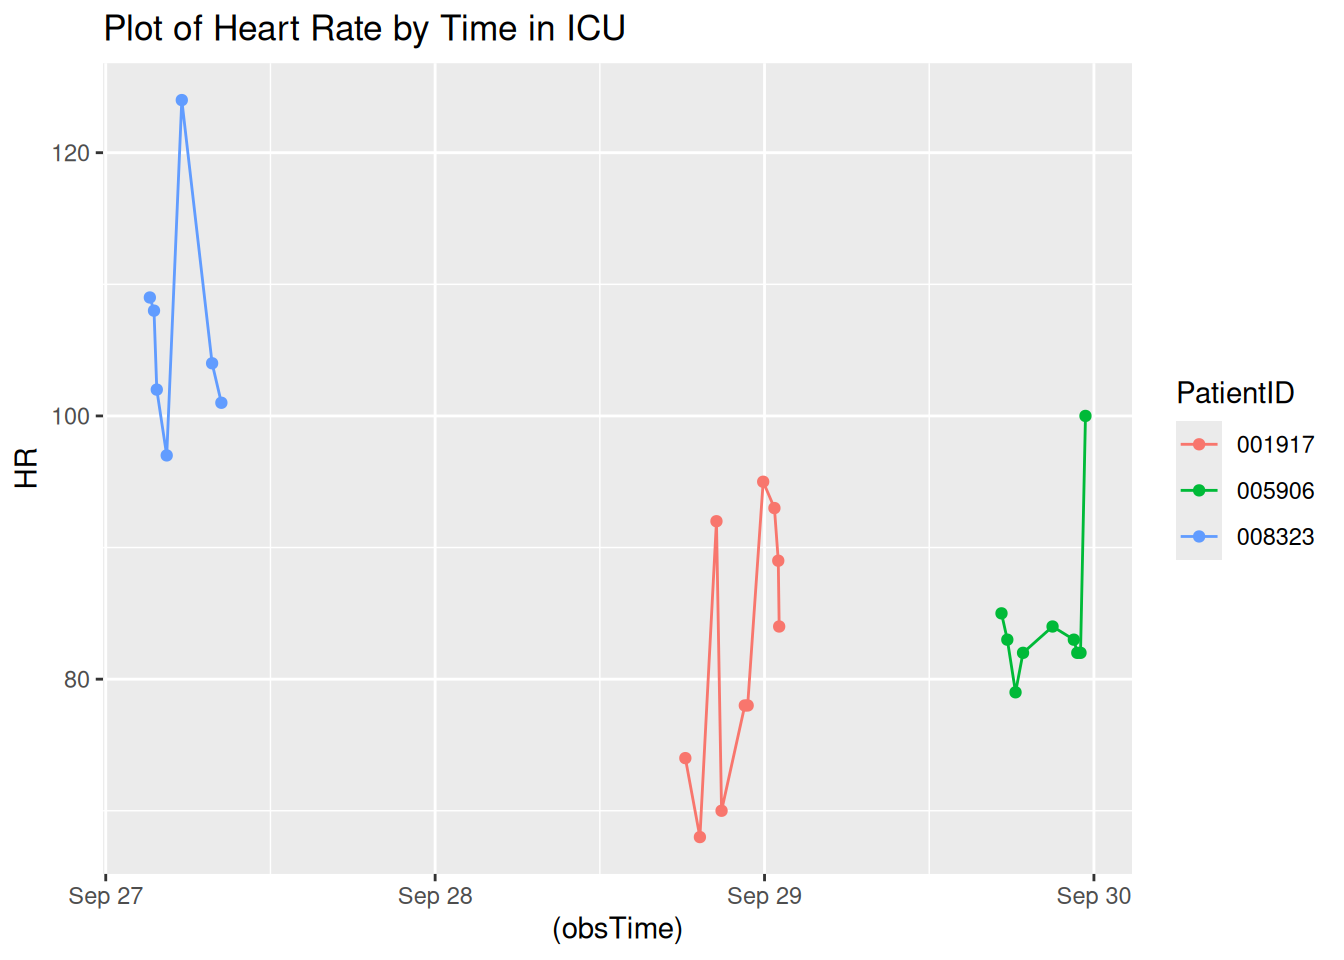 Plot of Heart Rate by Time in ICU
HR
120
100
80
Sep 27
Sep 28
Sep 29
Sep 30
(obsTime)
PatientID
001917
005906
008323